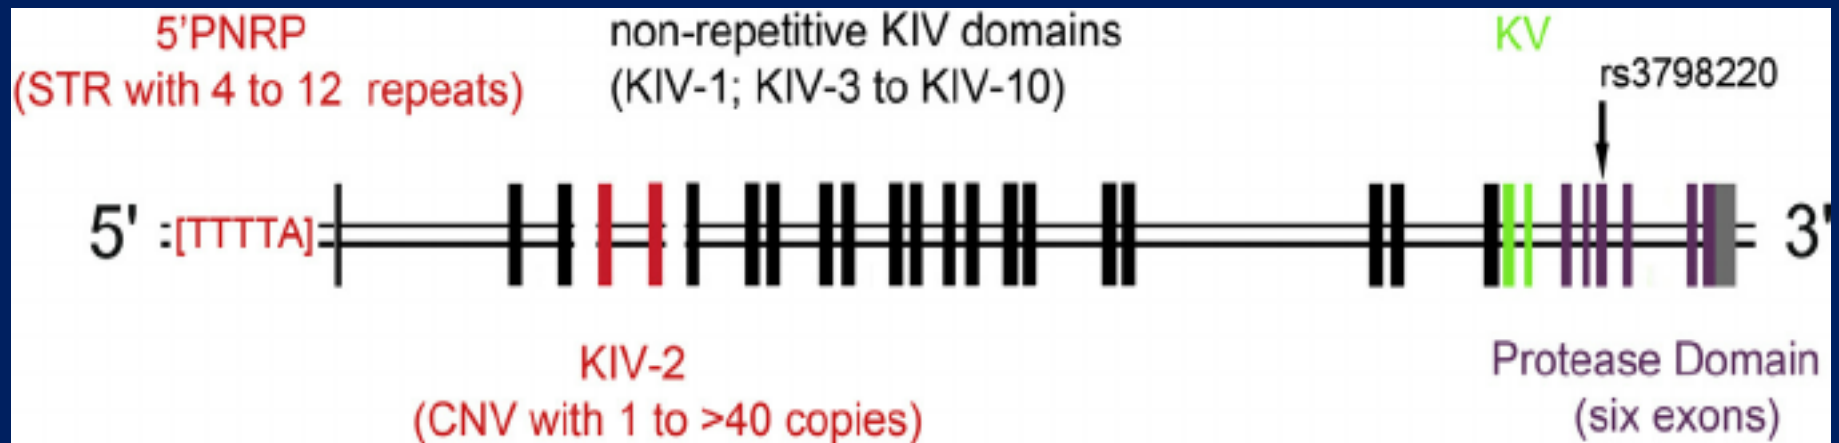 5'PNRP
(STR with 4 to 12 repeats)
non-repetitive KIV domains
(KIV-1; KIV-3 to KIV-10)
KV
rs3798220
5'
[TTTTA]
3'
KIV-2
(CNV with 1 to >40 copies)
Protease Domain
(six exons)